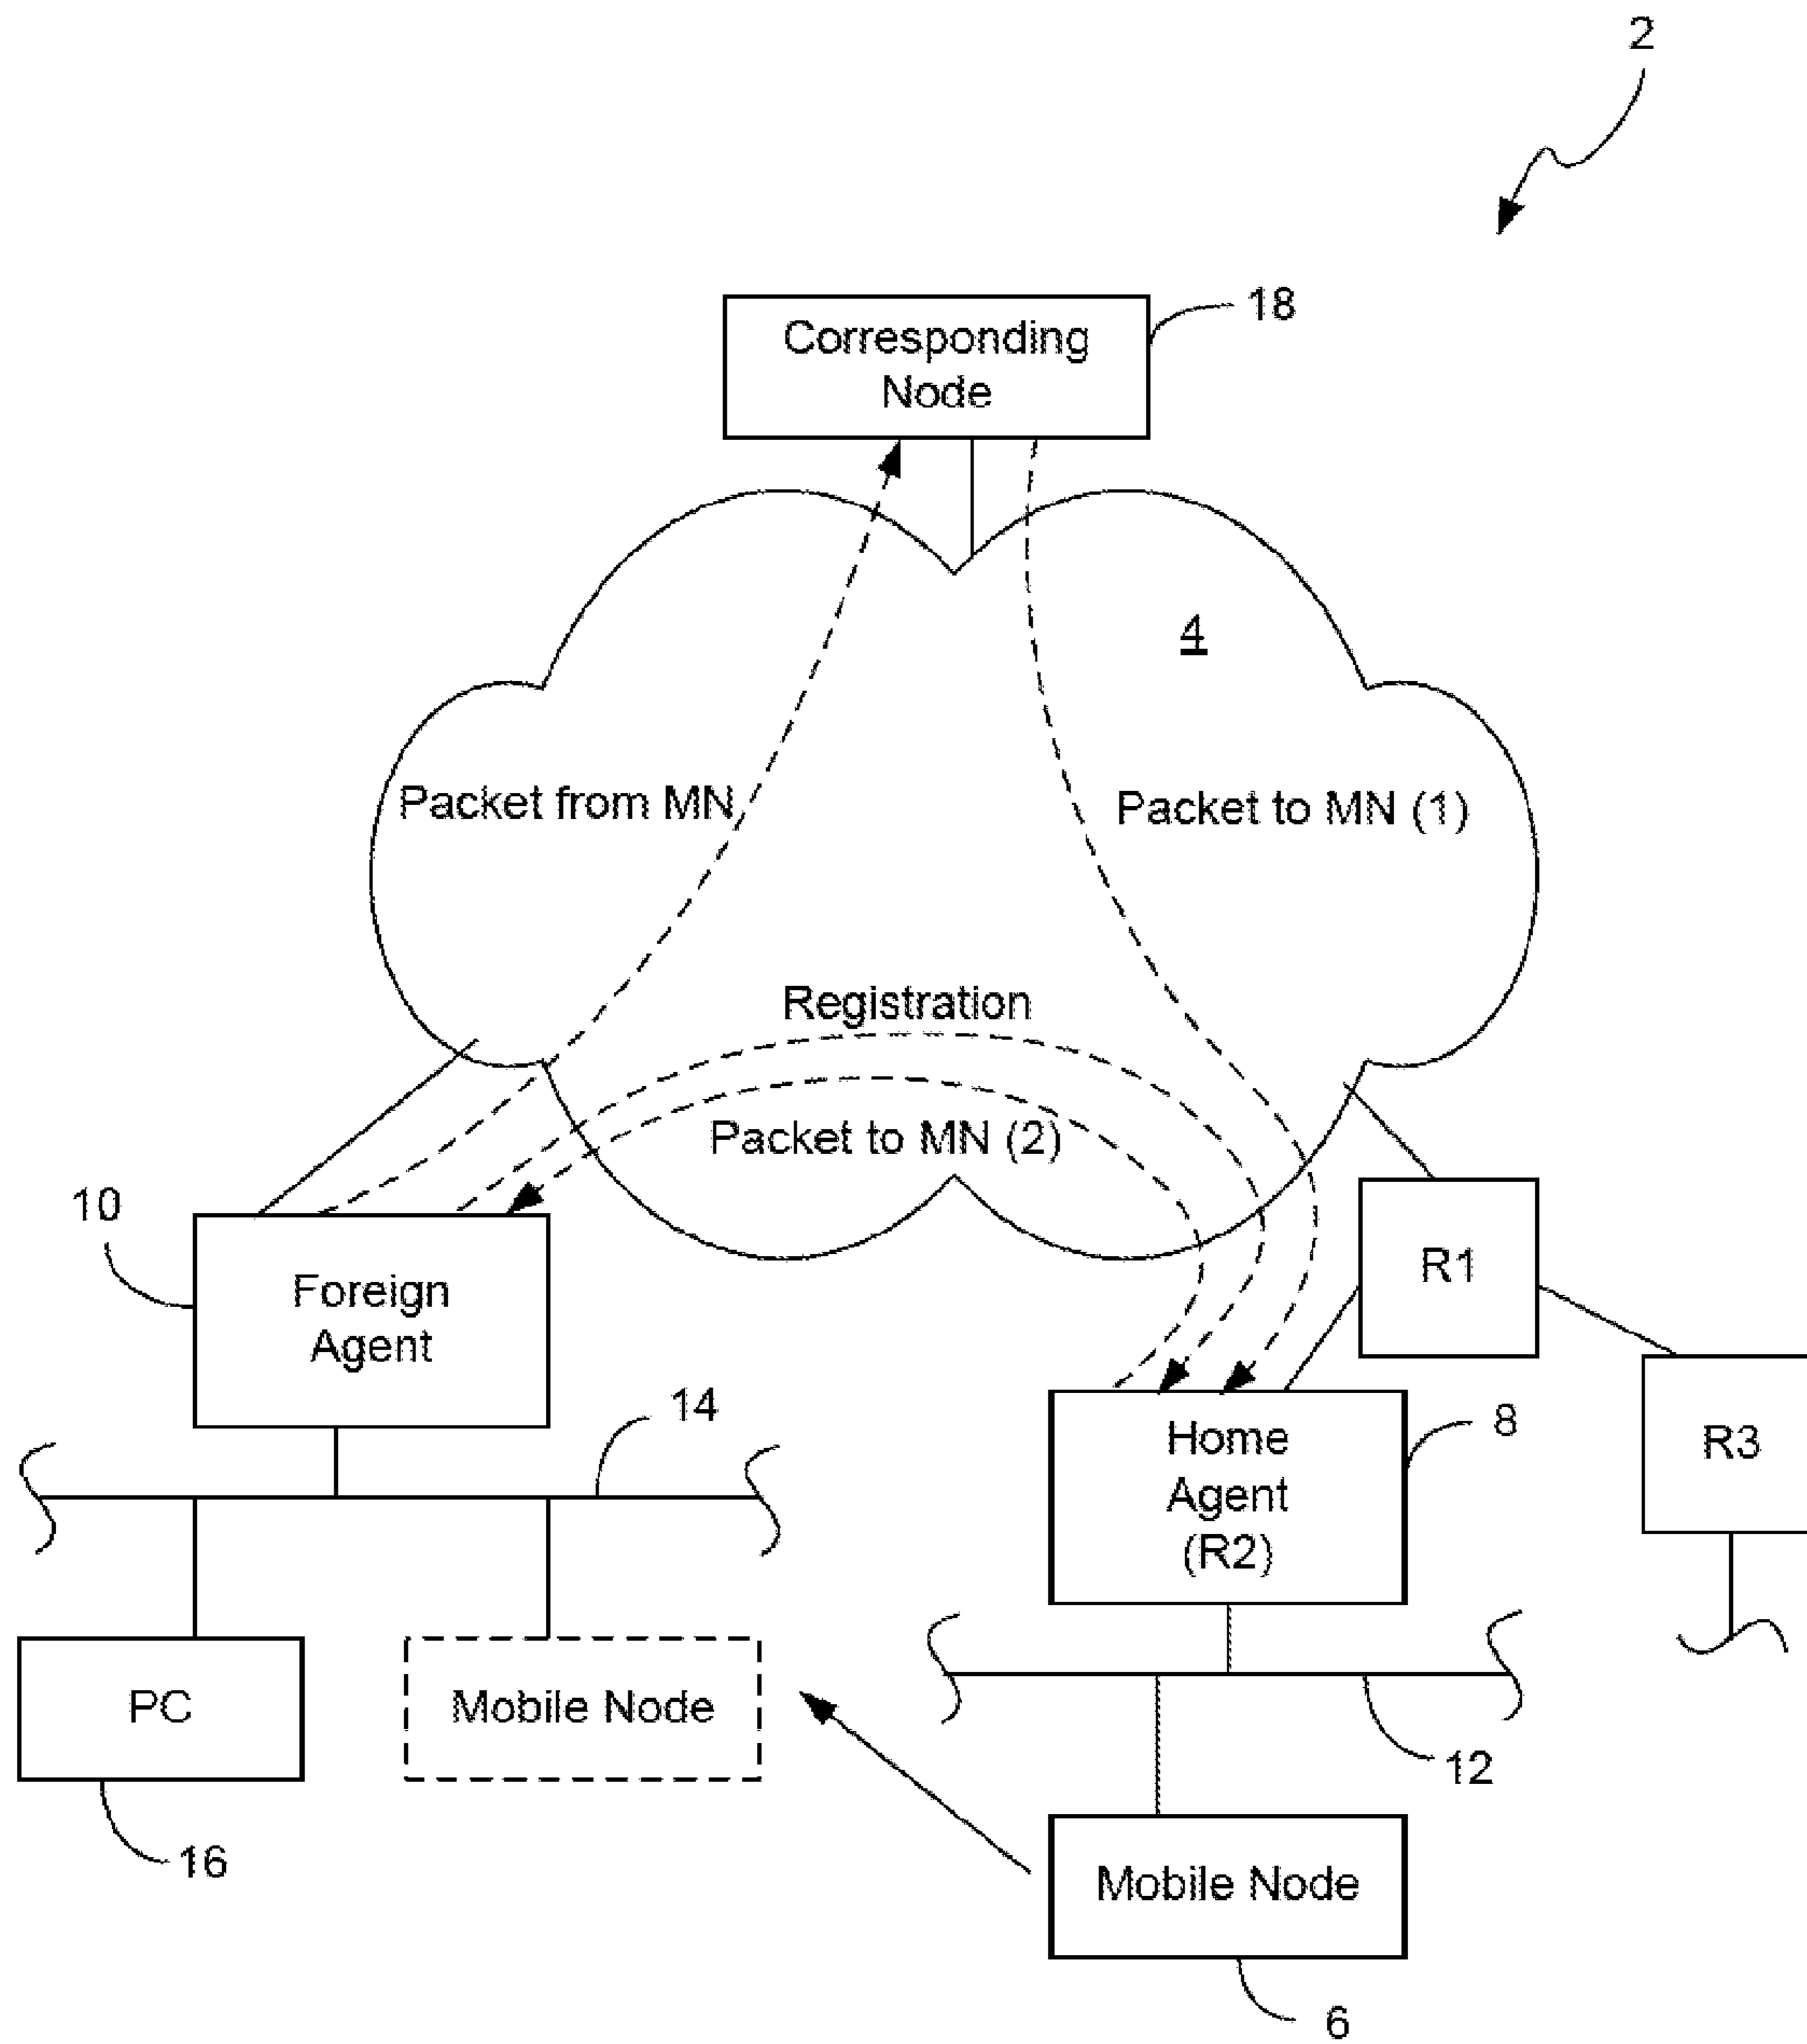 2
Corresponding
Node
18
4
Packet from MN
Packet to MN (1)
Registration
Packet to MN (2)
10
Foreign
Agent
R1
14
Home
Agent
(R2)
8
R3
PC
Mobile Node
12
16
Mobile Node
6